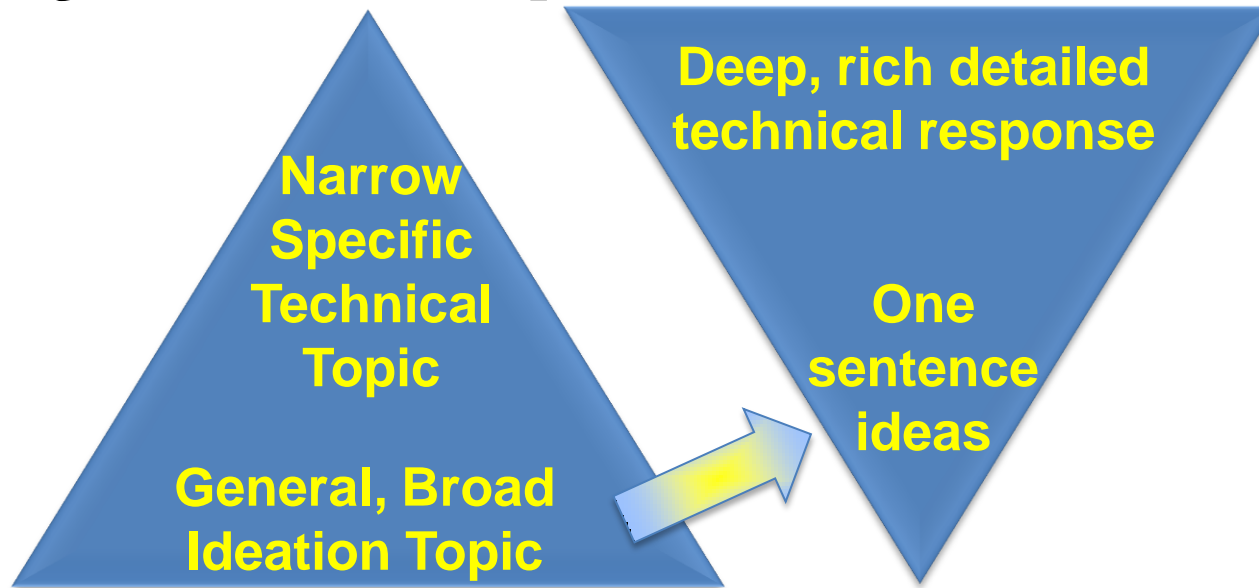 Narrow
Specific
Technical
Topic
General, Broad
Ideation Topic
Deep, rich detailed
technical response
One
sentence
ideas